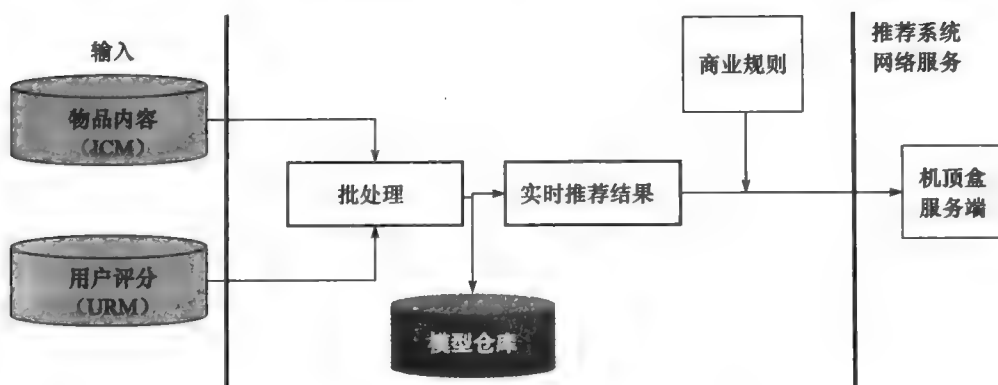 输入
物品内容
（ICM）
用户评分
（URM）
批处理
模型仓库
实时推荐结果
商业规则
推荐系统
网络服务
机顶盒
服务端